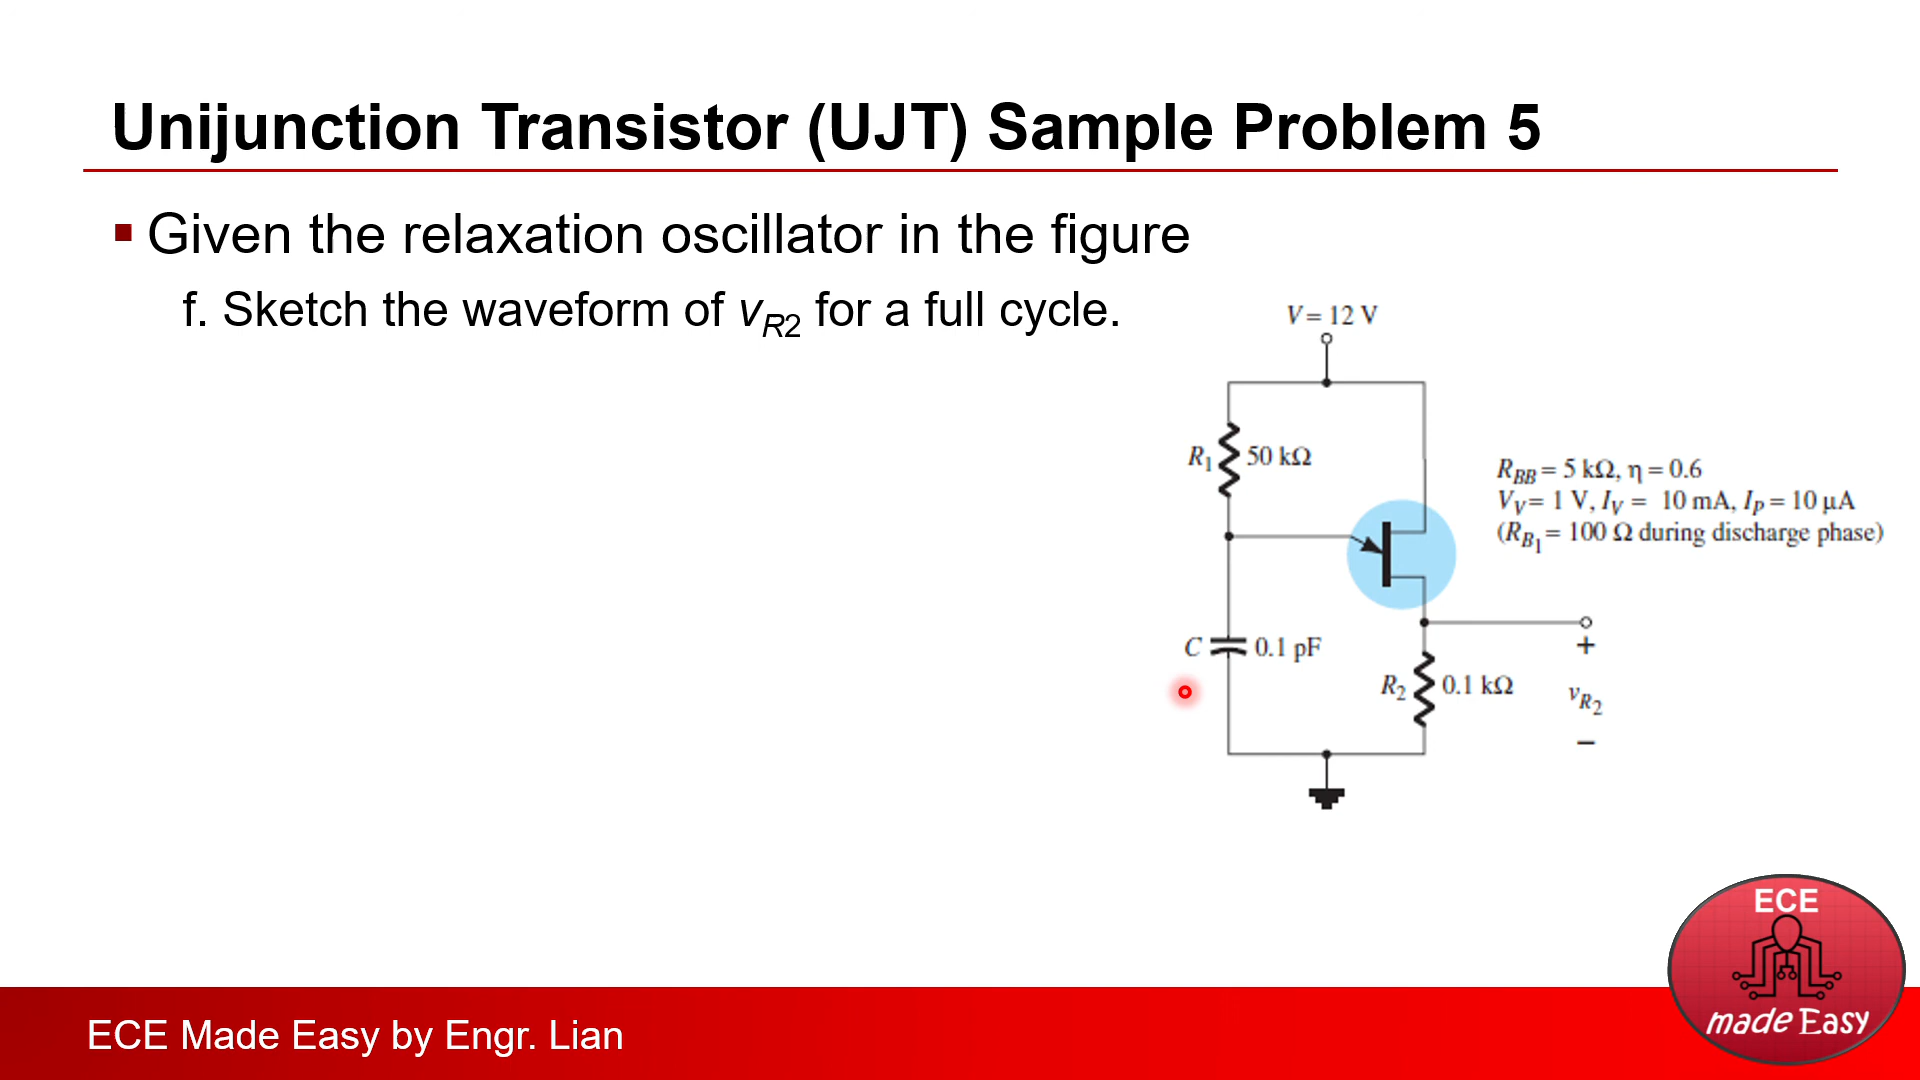 Unijunction Transistor (UJT) Sample Problem 5
Given the relaxation oscillator in the figure
f. Sketch the waveform of vR2 for a full cycle.
V = 12 V
R1 50 kΩ
RBB = 5 kΩ, η = 0.6
VV = 1 V, IV = 10 mA, IP = 10 μA
(RB1 = 100 Ω during discharge phase)
C 0.1 pF
+
R2 0.1 kΩ
vR2
−
ECE
made Easy
ECE Made Easy by Engr. Lian